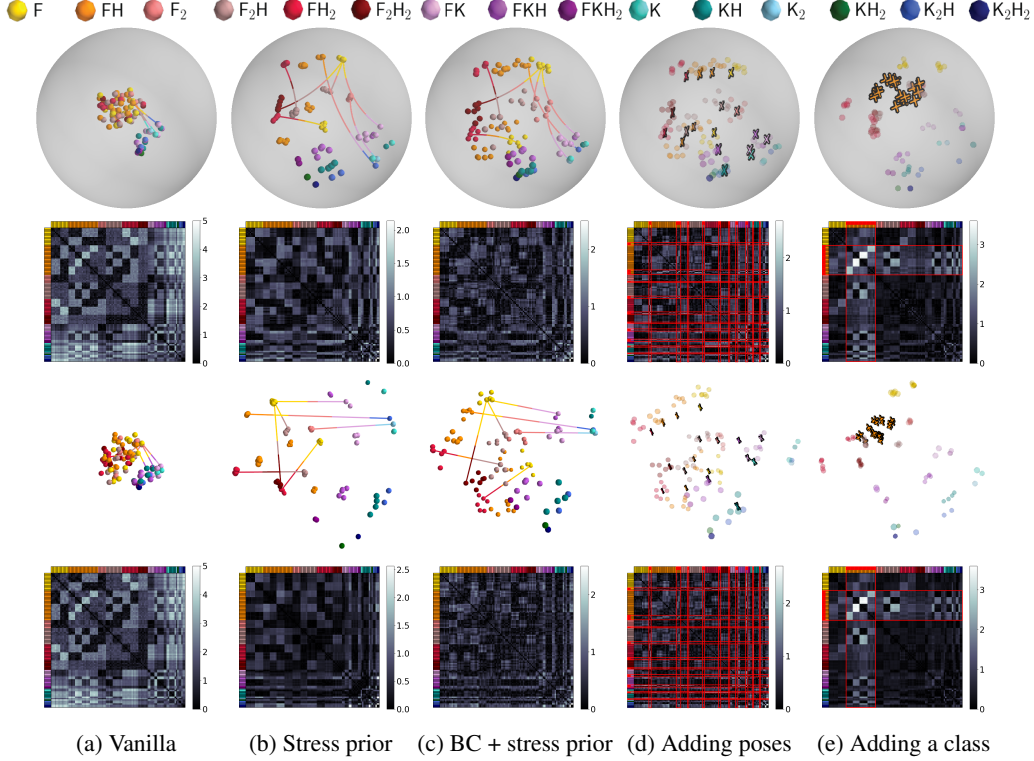 F FH F₂ F₂H FH₂ F₂H₂ FK FKH FKH₂ K KH K₂ KH₂ K₂H K₂H₂
5 4 3 2 1 0
2.0 1.5 1.0 0.5 0.0
2 1 0
2 1 0
3 2 1 0
5 4 3 2 1 0
2.5 2.0 1.5 1.0 0.5 0.0
2 1 0
2 1 0
3 2 1 0
(a) Vanilla (b) Stress prior (c) BC + stress prior (d) Adding poses (e) Adding a class